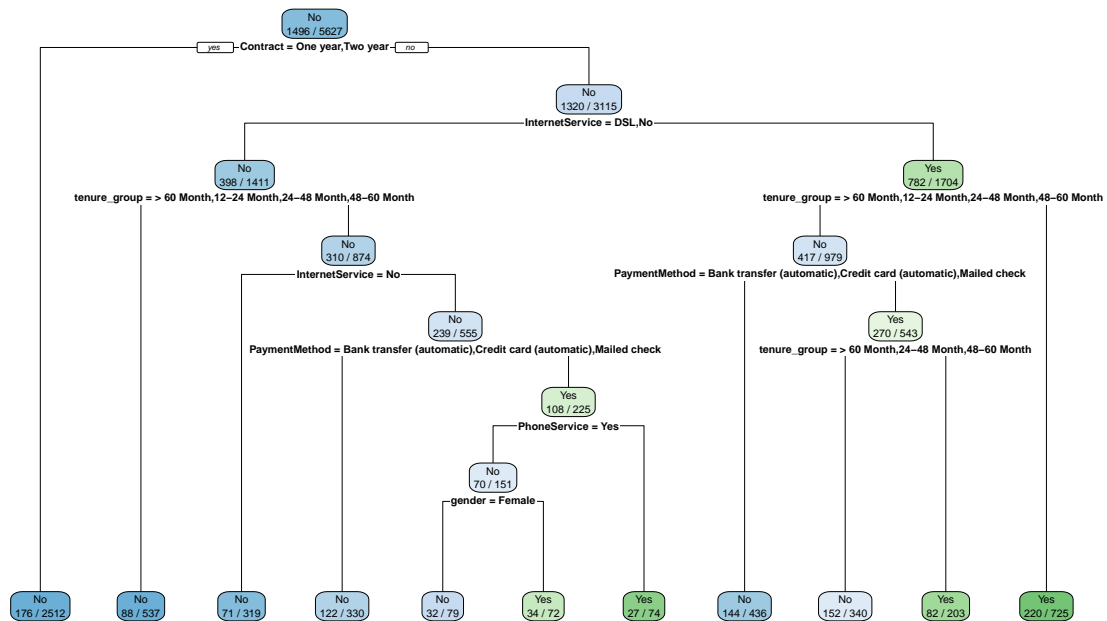 No
1496 / 5627
yes Contract = One year,Two year no
No
1320 / 3115
InternetService = DSL,No
No
398 / 1411
Yes
782 / 1704
tenure_group = > 60 Month,12−24 Month,24−48 Month,48−60 Month
tenure_group = > 60 Month,12−24 Month,24−48 Month,48−60 Month
No
310 / 874
No
417 / 979
InternetService = No
PaymentMethod = Bank transfer (automatic),Credit card (automatic),Mailed check
No
239 / 555
Yes
270 / 543
PaymentMethod = Bank transfer (automatic),Credit card (automatic),Mailed check
tenure_group = > 60 Month,24−48 Month,48−60 Month
Yes
108 / 225
PhoneService = Yes
No
70 / 151
gender = Female
No
176 / 2512
No
88 / 537
No
71 / 319
No
122 / 330
No
32 / 79
Yes
34 / 72
Yes
27 / 74
No
144 / 436
No
152 / 340
Yes
82 / 203
Yes
220 / 725